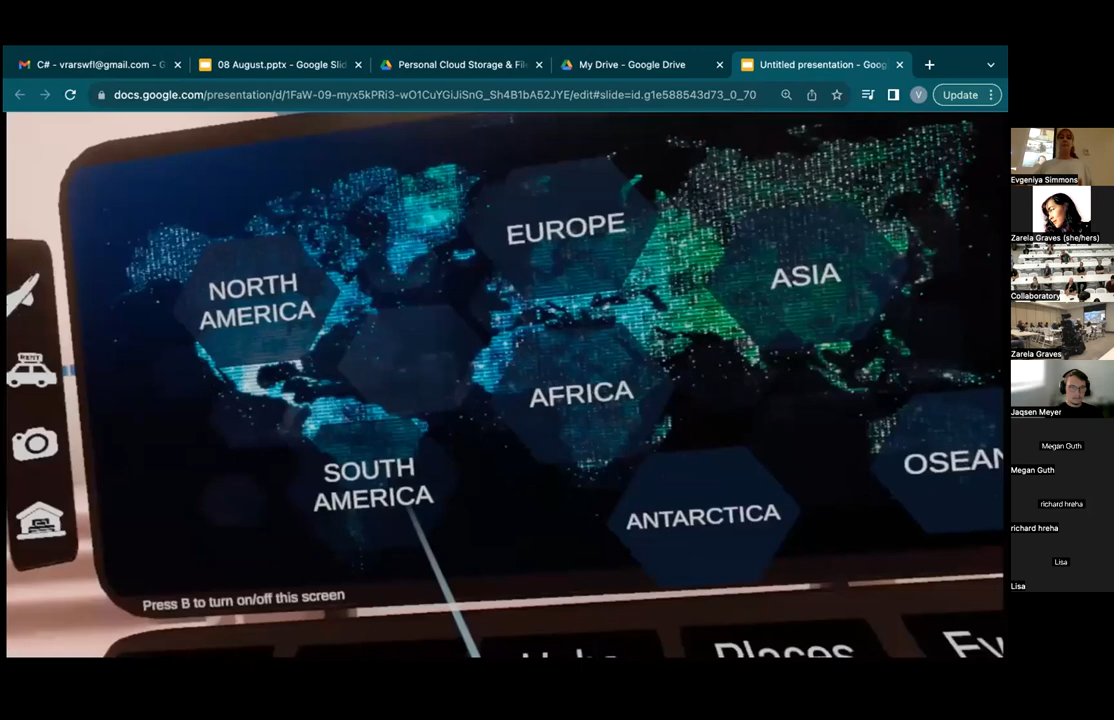 C# - vrarswfl@gmail.com - G
08 August.pptx - Google Slid
Personal Cloud Storage & File
My Drive - Google Drive
Untitled presentation - Goog
docs.google.com/presentation/d/1FaW-09-myx5kPRi3-wO1CuYGiJiSnG_Sh4B1bA52JYE/edit#slide=id.g1e588543d73_0_70
V
Update
EUROPE
NORTH
AMERICA
ASIA
AFRICA
SOUTH
AMERICA
OSEAN
ANTARCTICA
RENT
Press B to turn on/off this screen
Places
Evgeniya Simmons
Zarela Graves (she/hers)
Collaboratory
Zarela Graves
Jaqsen Meyer
Megan Guth
Megan Guth
richard hreha
richard hreha
Lisa
Lisa